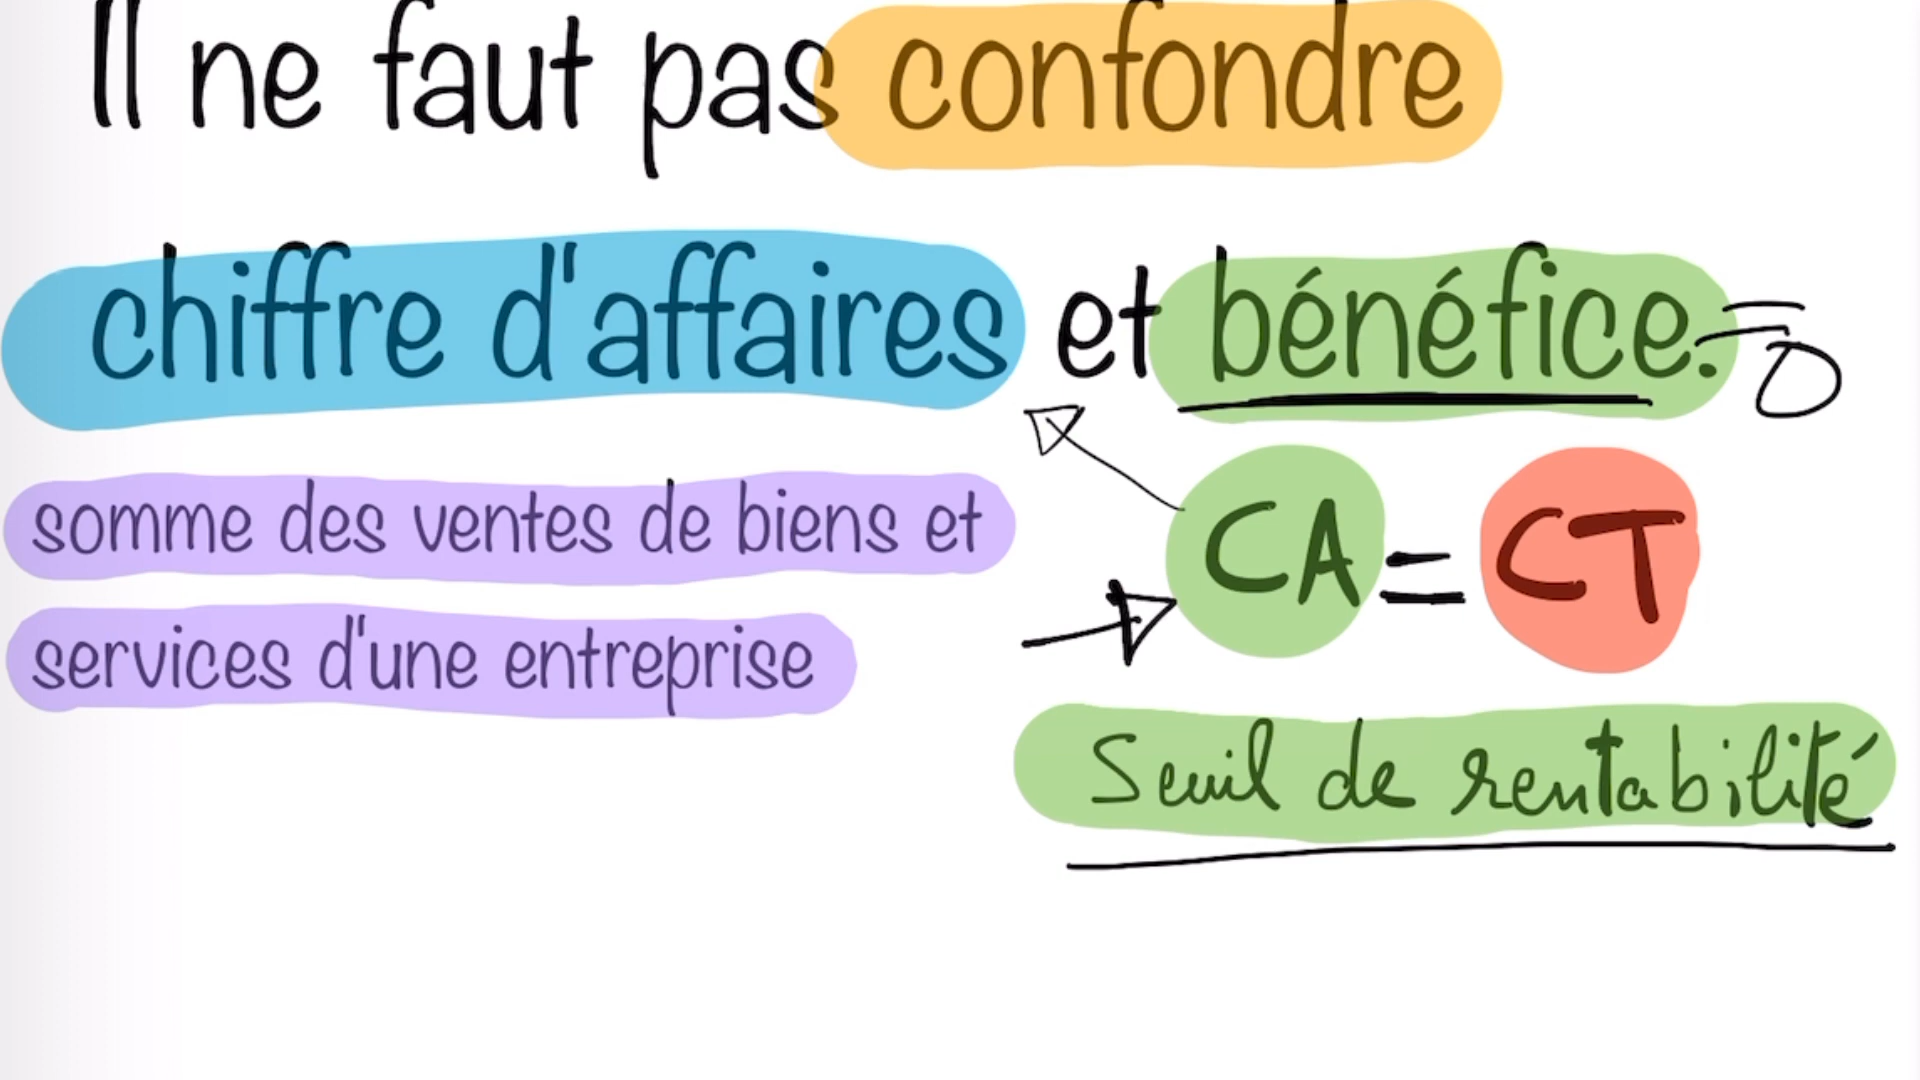 Il ne faut pas confondre
chiffre d'affaires et bénéfice. = 0
somme des ventes de biens et
services d'une entreprise
CA = CT
Seuil de rentabilité